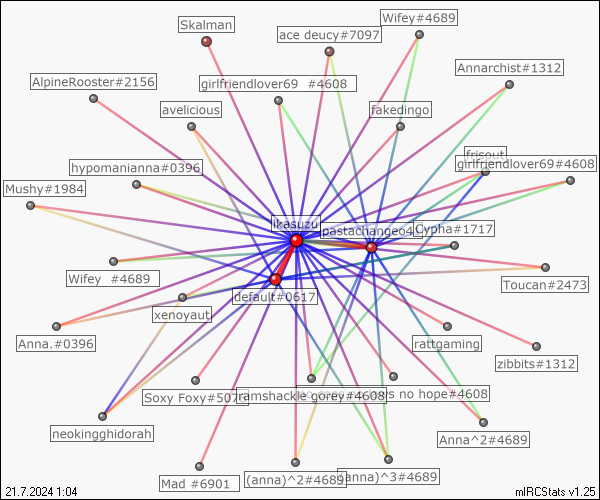 Skalman
Wifey#4689
ace deucy#7097
Annarchist#1312
AlpineRooster#2156
girlfriendlover69 #4608
avelicious
fakedingo
frisout
girlfriendlover69#4608
hypomanianna#0396
Mushy#1984
ikasuzu
pastachangeo4
Cypha#1717
Wifey #4689
Toucan#2473
default#0617
xenoyaut
Anna.#0396
rattgaming
zibbits#1312
Soxy Foxy#507
ramshackle gorey#4608
s no hope#4608
neokingghidorah
Anna^2#4689
Mad #6901
(anna)^2#4689
(anna)^3#4689
21.7.2024 1:04
mIRCStats v1.25